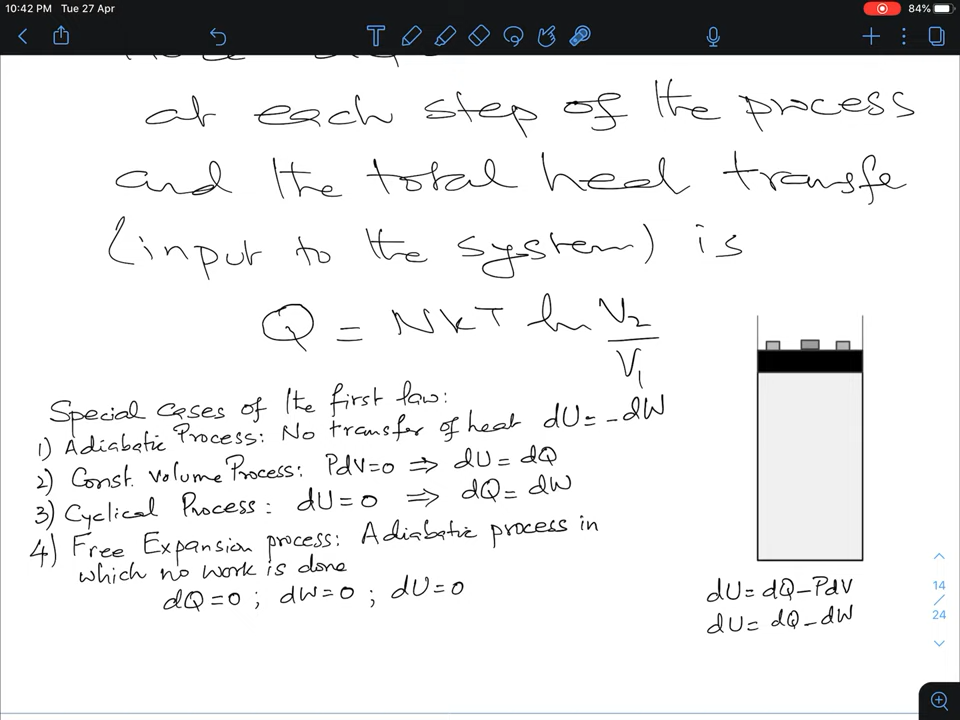 10:42 PM Tue 27 Apr
84%
at each step of the process
and the total heat transfe
(input to the system) is
Q = NkT ln V2/V1
Special cases of the first law:
1) Adiabatic Process: No transfer of heat dU = -dW
2) Const. volume Process: PdV=0 ⇒ dU = dQ
3) Cyclical Process: dU=0 ⇒ dQ = dW
4) Free Expansion process: Adiabatic process in
which no work is done
dQ=0 ; dW=0 ; dU=0
dU = dQ - PdV
dU = dQ - dW
14
/
24